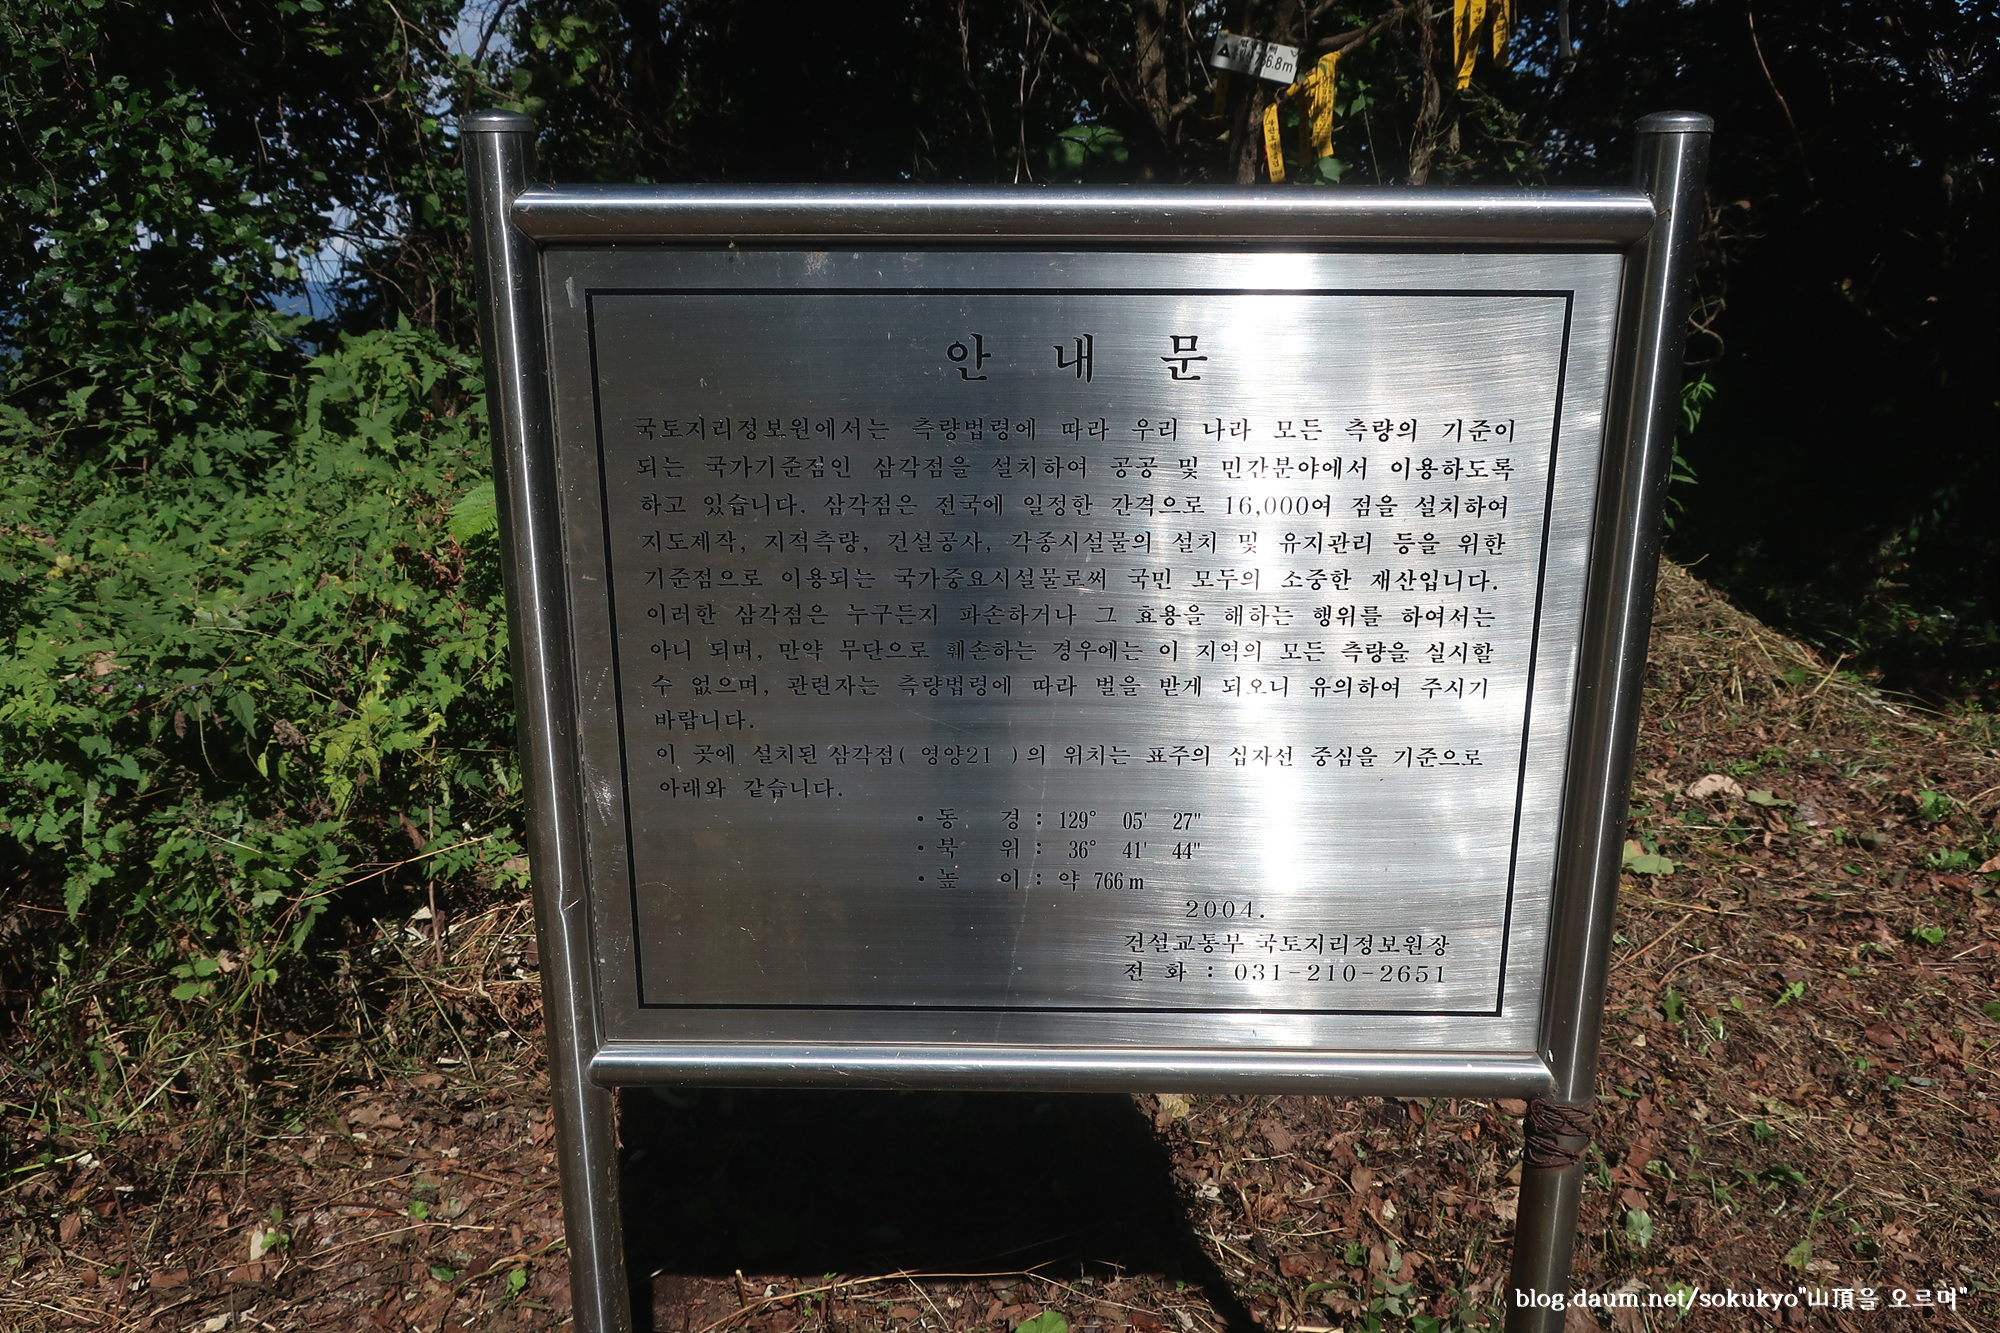 766.8m
안 내 문
국토지리정보원에서는 측량법령에 따라 우리 나라 모든 측량의 기준이
되는 국가기준점인 삼각점을 설치하여 공공 및 민간분야에서 이용하도록
하고 있습니다. 삼각점은 전국에 일정한 간격으로 16,000여 점을 설치하여
지도제작, 지적측량, 건설공사, 각종시설물의 설치 및 유지관리 등을 위한
기준점으로 이용되는 국가중요시설물로써 국민 모두의 소중한 재산입니다.
이러한 삼각점은 누구든지 파손하거나 그 효용을 해하는 행위를 하여서는
아니 되며, 만약 무단으로 훼손하는 경우에는 이 지역의 모든 측량을 실시할
수 없으며, 관련자는 측량법령에 따라 벌을 받게 되오니 유의하여 주시기
바랍니다.
이 곳에 설치된 삼각점( 영양21 )의 위치는 표주의 십자선 중심을 기준으로
아래와 같습니다.
· 동 경 : 129° 05' 27"
· 북 위 : 36° 41' 44"
· 높 이 : 약 766 m
2004.
건설교통부 국토지리정보원장
전 화 : 031-210-2651
blog.daum.net/sokukyo"山頂을 오르며"